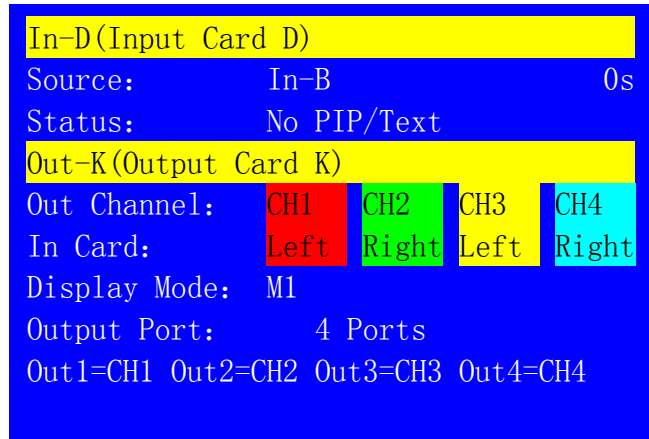 In-D(Input Card D)
Source: In-B 0s
Status: No PIP/Text
Out-K(Output Card K)
Out Channel: CH1 CH2 CH3 CH4
In Card: Left Right Left Right
Display Mode: M1
Output Port: 4 Ports
Out1=CH1 Out2=CH2 Out3=CH3 Out4=CH4